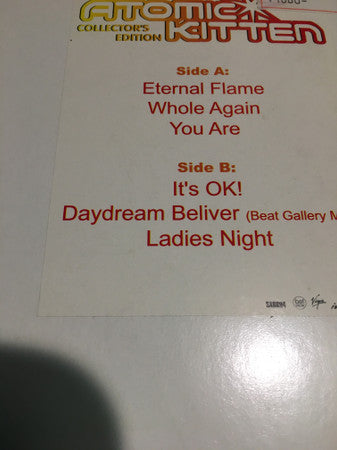 ATOMIC
COLLECTOR'S
EDITION
KITTEN
Side A:
Eternal Flame
Whole Again
You Are
Side B:
It's OK!
Daydream Beliver (Beat Gallery M
Ladies Night
Virgin